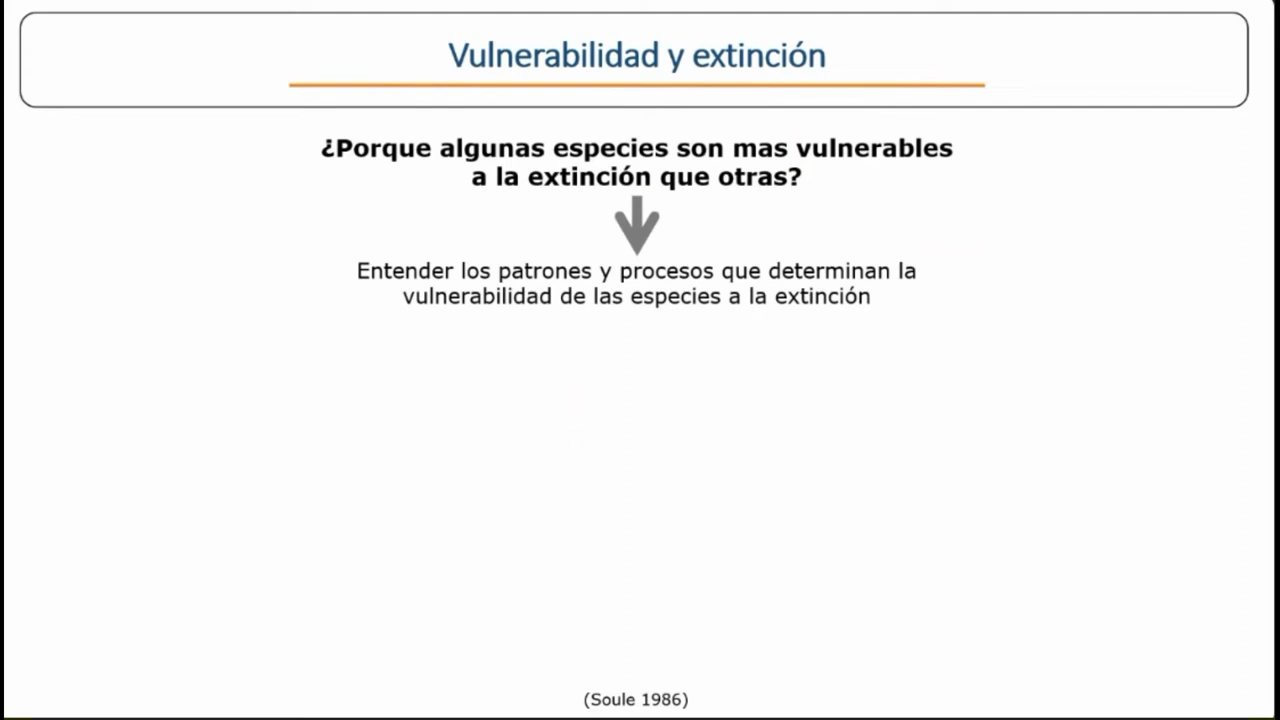 Vulnerabilidad y extinción
¿Porque algunas especies son mas vulnerables
a la extinción que otras?
Entender los patrones y procesos que determinan la
vulnerabilidad de las especies a la extinción
(Soule 1986)